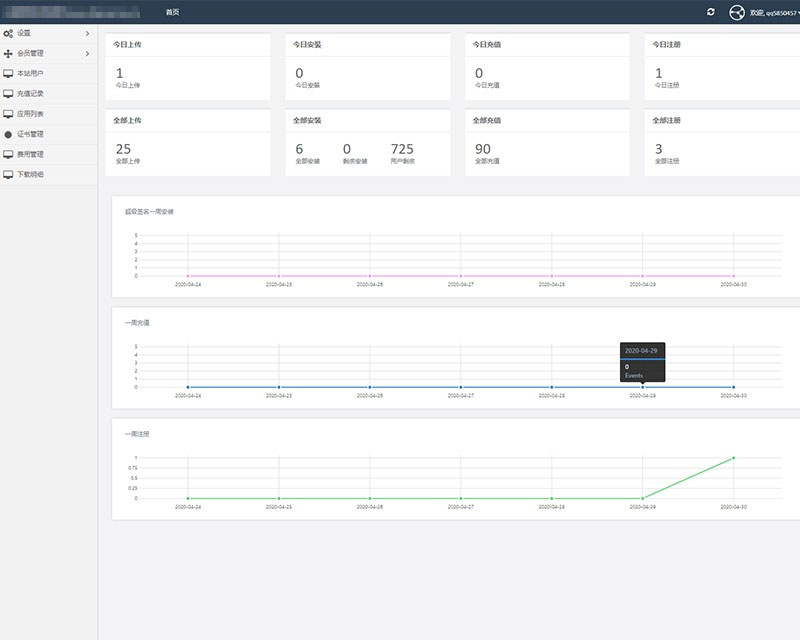 首页
欢迎, qq5850457
设置
会员管理
本站用户
充值记录
应用列表
证书管理
费用管理
下载明细
今日上传
1
今日上传
今日安装
0
今日安装
今日充值
0
今日充值
今日注册
1
今日注册
全部上传
25
全部上传
全部安装
6 0 725
全部安装 剩余安装 用户剩余
全部充值
90
全部充值
全部注册
3
全部注册
超级签名一周安装
5
4
3
2
1
0
2020-04-24 2020-04-25 2020-04-26 2020-04-27 2020-04-28 2020-04-29 2020-04-30
一周充值
5
4
3
2
1
0
2020-04-29
0
Events
2020-04-24 2020-04-25 2020-04-26 2020-04-27 2020-04-28 2020-04-29 2020-04-30
一周注册
1
0.75
0.5
0.25
0
2020-04-24 2020-04-25 2020-04-26 2020-04-27 2020-04-28 2020-04-29 2020-04-30